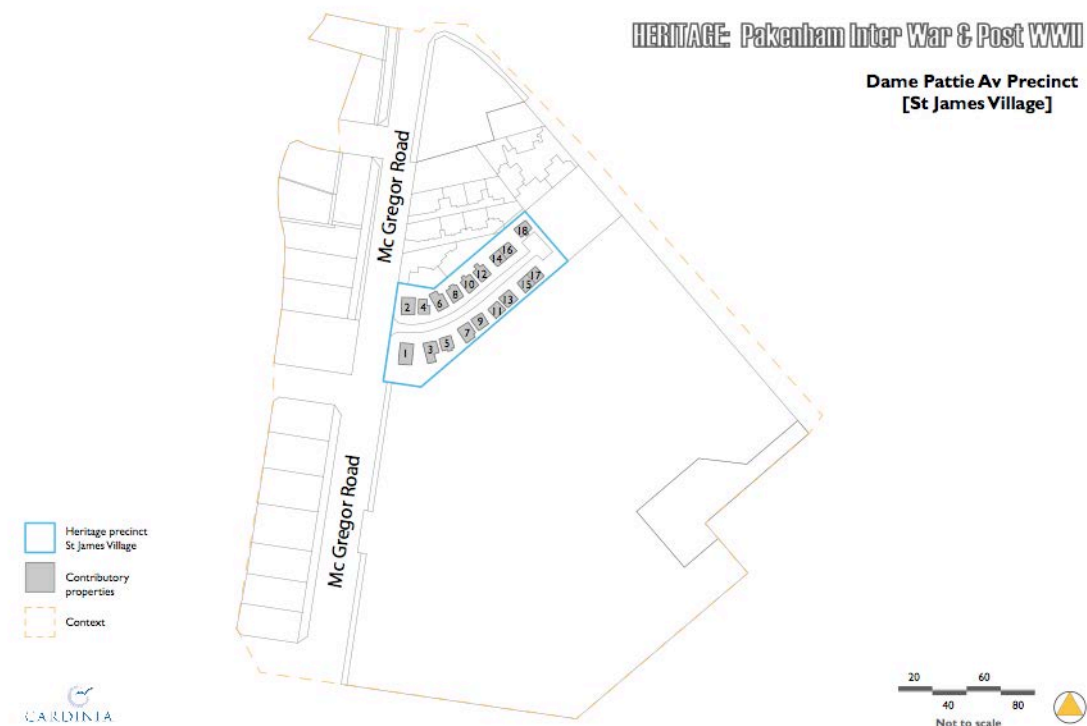 HERITAGE: Pakenham Inter War & Post WWII
Dame Pattie Av Precinct
[St James Village]
Mc Gregor Road
18
16
14
12
10
8
6
4
2
17
15
13
11
9
7
5
3
1
Mc Gregor Road
Heritage precinct
St James Village
Contributory
properties
Context
CARDINIA
20 60
40 80
Not to scale